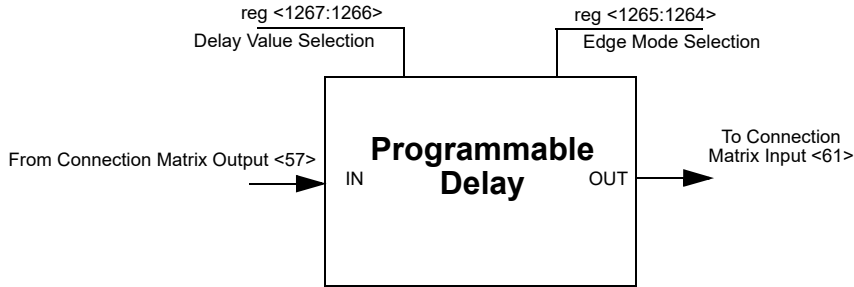 reg <1267:1266>
Delay Value Selection
reg <1265:1264>
Edge Mode Selection
From Connection Matrix Output <57>
IN
Programmable
Delay
OUT
To Connection
Matrix Input <61>